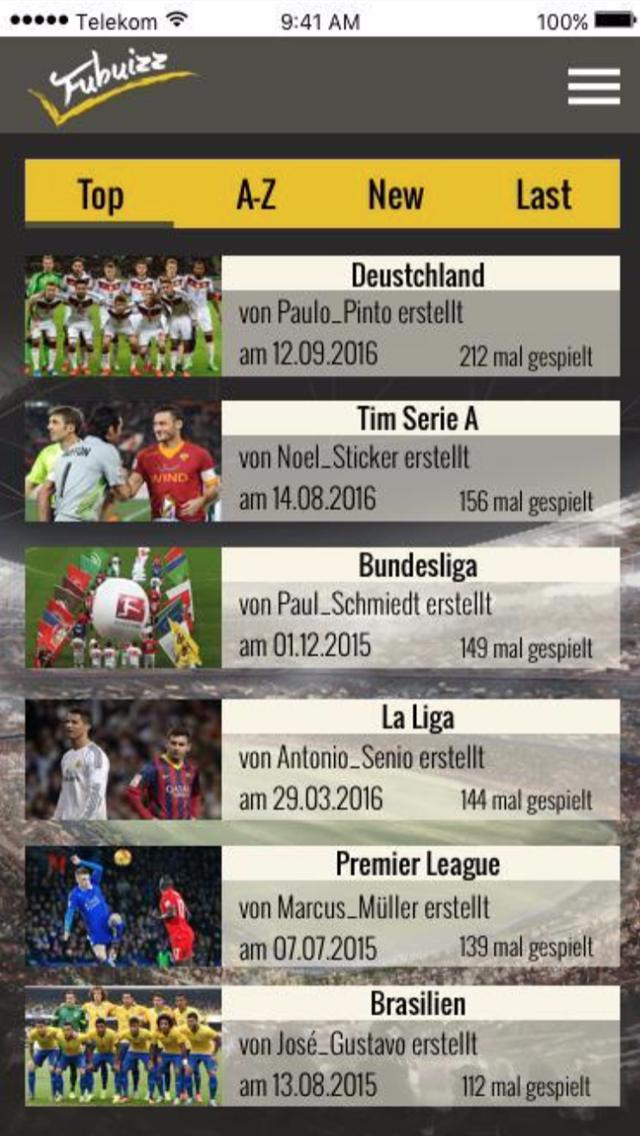 Telekom 9:41 AM 100%
Fubuizz
Top A-Z New Last
Deustchland
von Paulo_Pinto erstellt
am 12.09.2016 212 mal gespielt
Tim Serie A
von Noel_Sticker erstellt
am 14.08.2016 156 mal gespielt
Bundesliga
von Paul_Schmiedt erstellt
am 01.12.2015 149 mal gespielt
La Liga
von Antonio_Senio erstellt
am 29.03.2016 144 mal gespielt
Premier League
von Marcus_Müller erstellt
am 07.07.2015 139 mal gespielt
Brasilien
von José_Gustavo erstellt
am 13.08.2015 112 mal gespielt